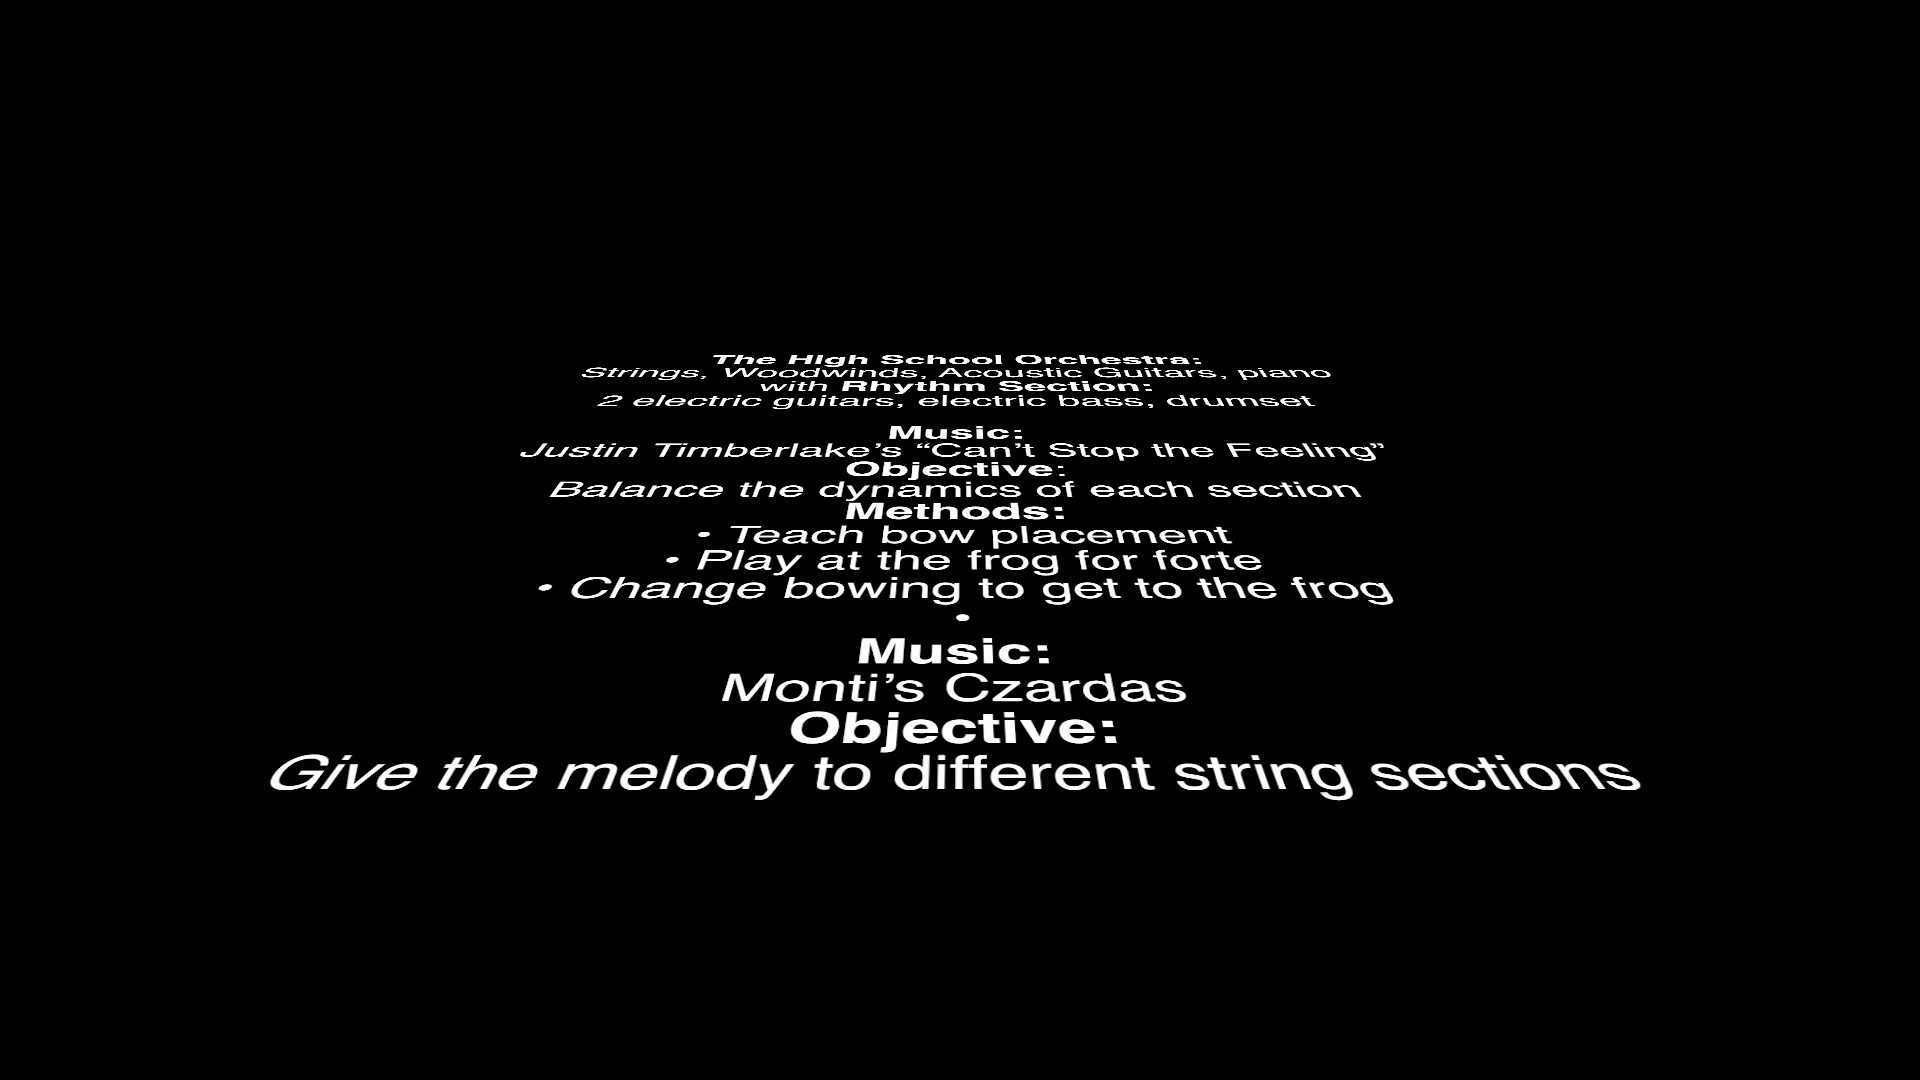 The HIgh School Orchestra:
Strings, Woodwinds, Acoustic Guitars, piano
with Rhythm Section:
2 electric guitars, electric bass, drumset
Music:
Justin Timberlake’s “Can’t Stop the Feeling”
Objective:
Balance the dynamics of each section
Methods:
• Teach bow placement
• Play at the frog for forte
• Change bowing to get to the frog
•
Music:
Monti’s Czardas
Objective:
Give the melody to different string sections